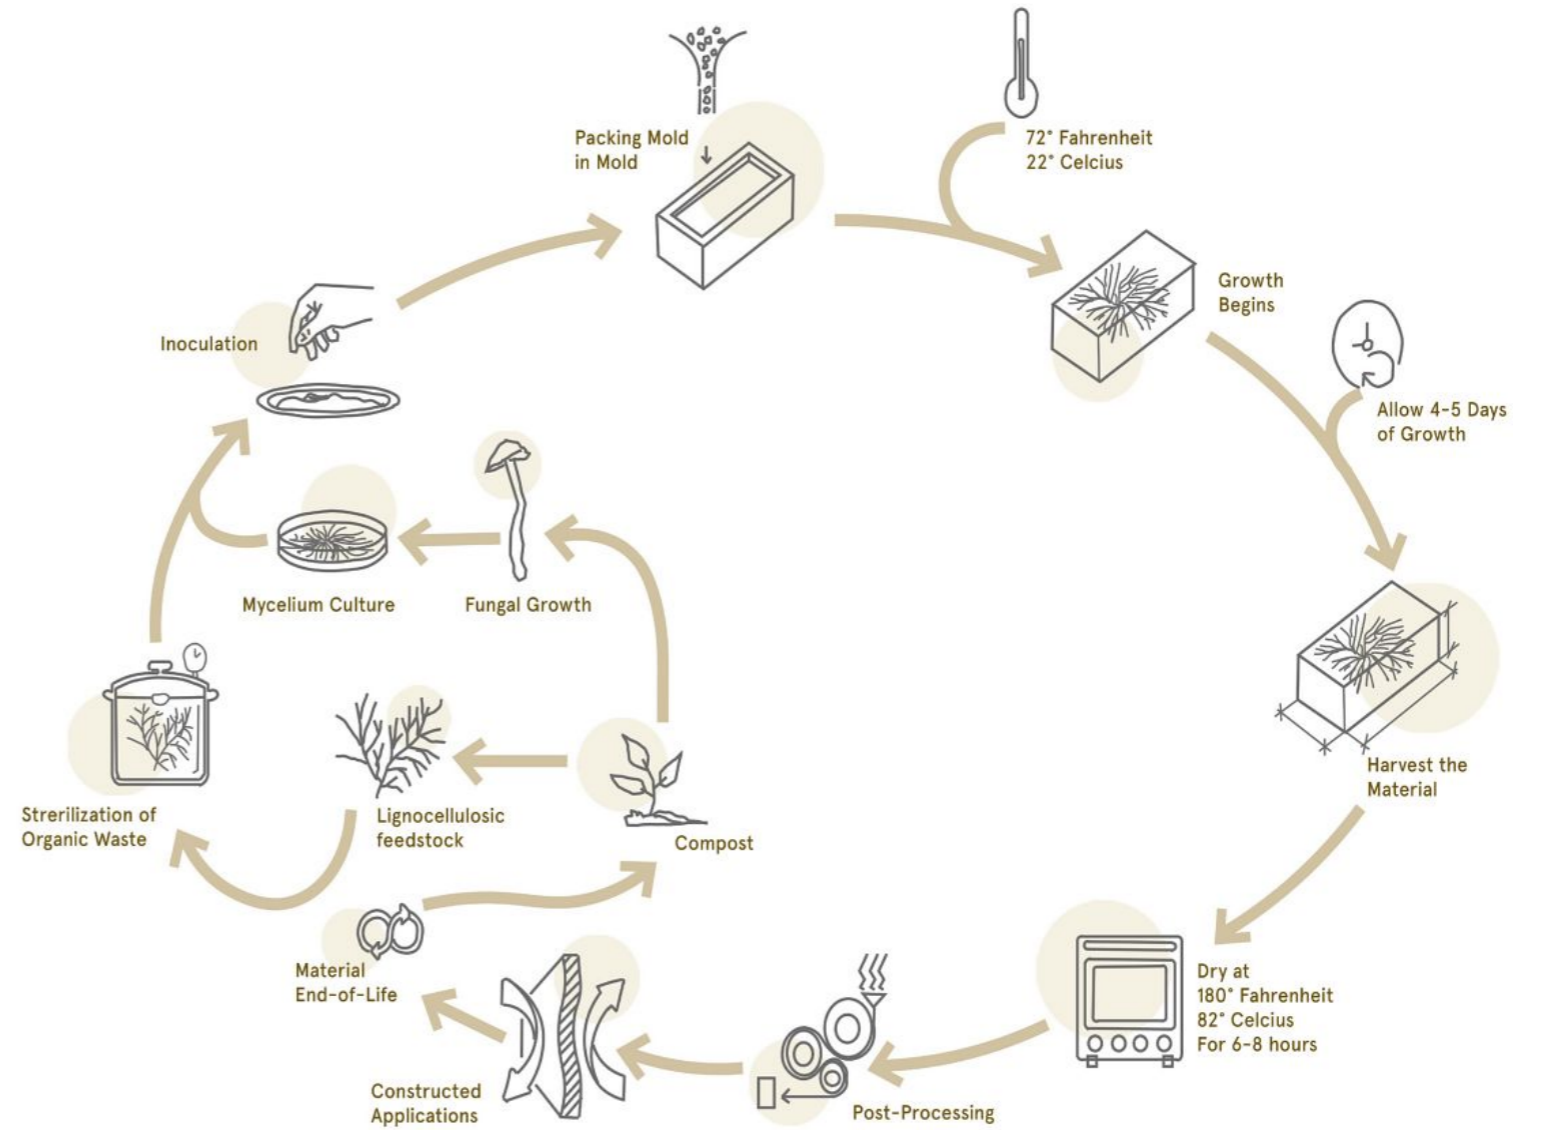 Packing Mold
in Mold
72° Fahrenheit
22° Celcius
Growth
Begins
Inoculation
Allow 4-5 Days
of Growth
Mycelium Culture
Fungal Growth
Harvest the
Material
Strerilization of
Organic Waste
Lignocellulosic
feedstock
Compost
Material
End-of-Life
Dry at
180° Fahrenheit
82° Celcius
For 6-8 hours
Constructed
Applications
Post-Processing